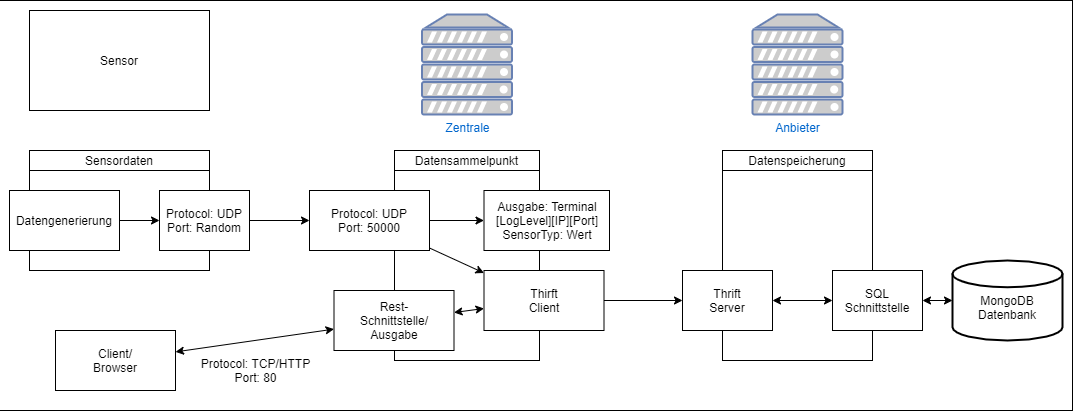 Sensor
Zentrale
Anbieter
Sensordaten
Datensammelpunkt
Datenspeicherung
Datengenerierung
Protocol: UDP
Port: Random
Protocol: UDP
Port: 50000
Ausgabe: Terminal
[LogLevel][IP][Port]
SensorTyp: Wert
Rest-
Schnittstelle/
Ausgabe
Thirft
Client
Thrift
Server
SQL
Schnittstelle
MongoDB
Datenbank
Client/
Browser
Protocol: TCP/HTTP
Port: 80